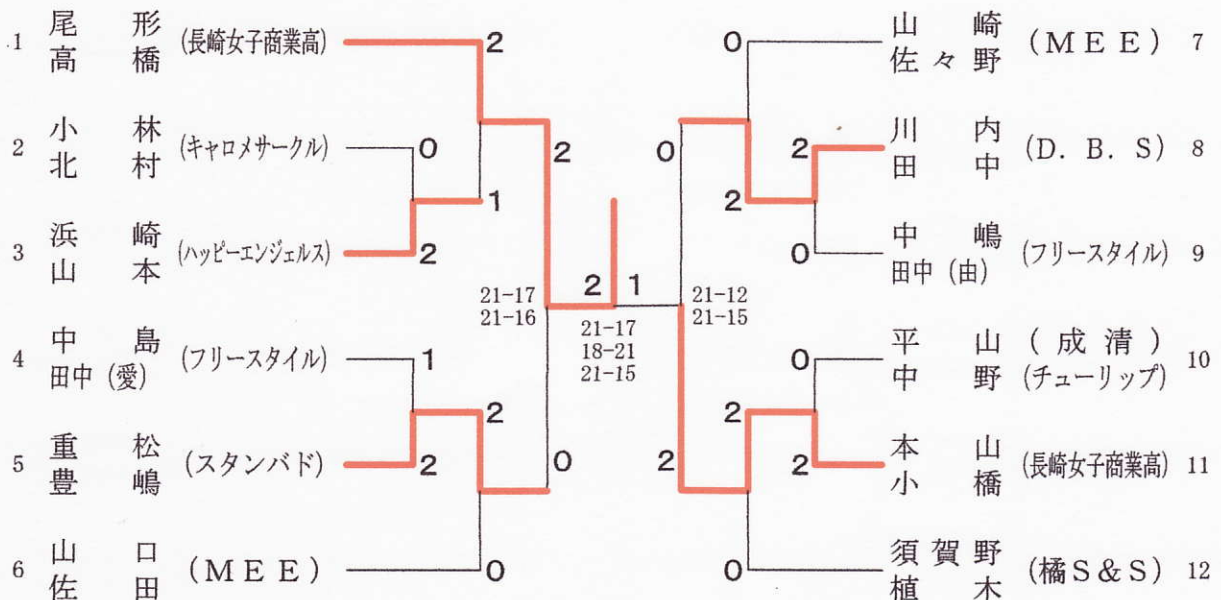 1 尾形 (長崎女子商業高)
高橋
2 小林 (キャロメサークル)
北村
3 浜崎 (ハッピーエンジェルス)
山本
4 中島 (フリースタイル)
田中(愛)
5 重松 (スタンバド)
豊嶋
6 山口 (MEE)
佐田
2
0
1
2
2
1
2
2
0
0
21-17
21-16
2 1
21-17
18-21
21-15
0
0
2
2
0
21-12
21-15
0
2
2
2
0
山崎 (MEE) 7
佐々野
川内 (D.B.S) 8
田中
中嶋 (フリースタイル) 9
田中(由)
平山 (成清) 10
中野 (チューリップ)
本山 (長崎女子商業高) 11
小橋
須賀野 (橘S&S) 12
植木